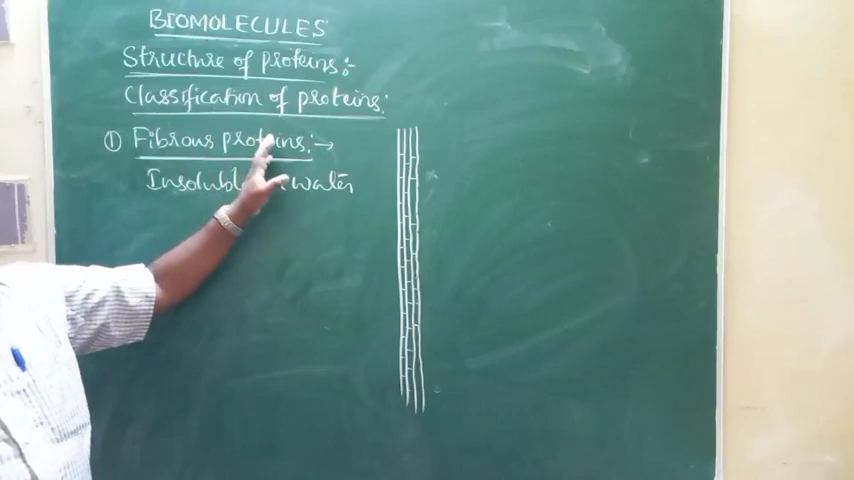 BIOMOLECULES
Structure of proteins:-
Classification of proteins:
① Fibrous proteins:→
Insoluble water